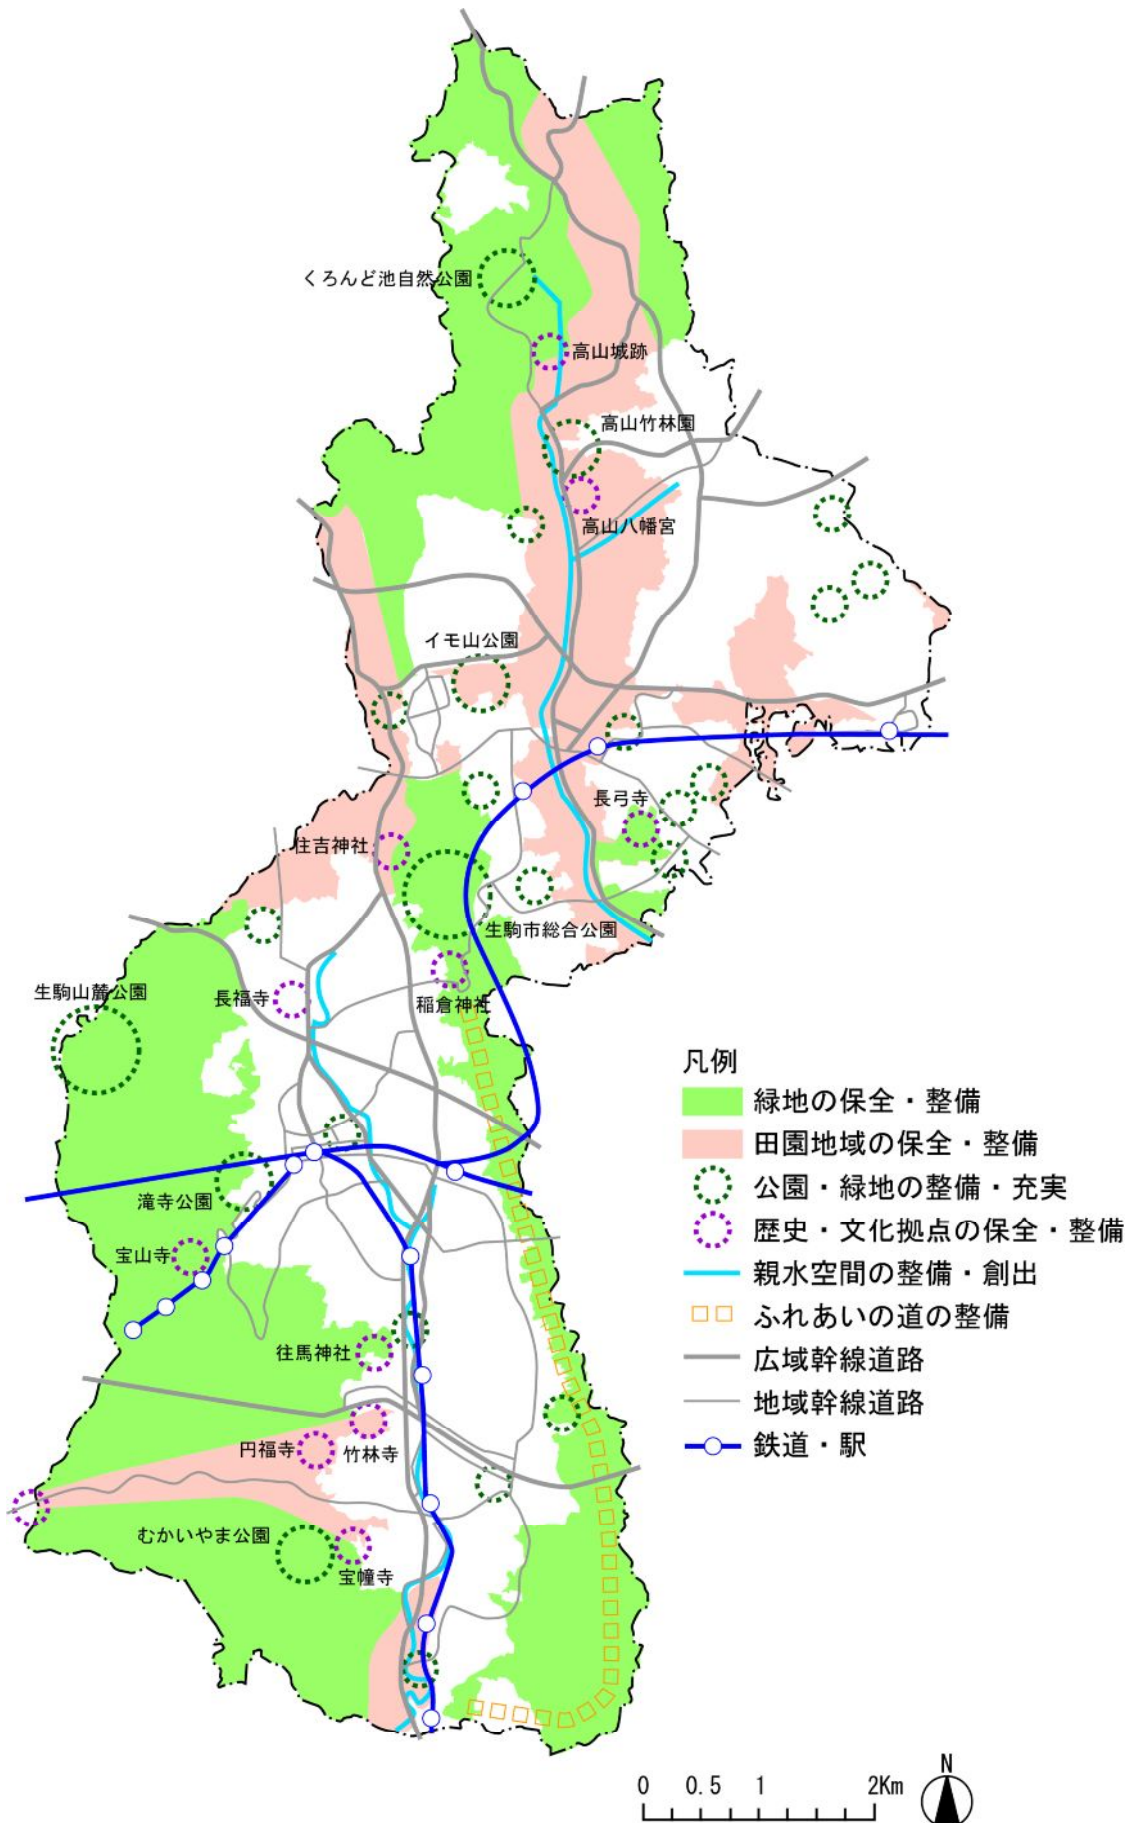 くろんど池自然公園
高山城跡
高山竹林園
高山八幡宮
イモ山公園
長弓寺
住吉神社
生駒市総合公園
生駒山麓公園
長福寺
稲倉神社
滝寺公園
宝山寺
往馬神社
円福寺
竹林寺
むかいやま公園
宝幢寺
凡例
緑地の保全・整備
田園地域の保全・整備
公園・緑地の整備・充実
歴史・文化拠点の保全・整備
親水空間の整備・創出
ふれあいの道の整備
広域幹線道路
地域幹線道路
鉄道・駅
0 0.5 1 2Km
N